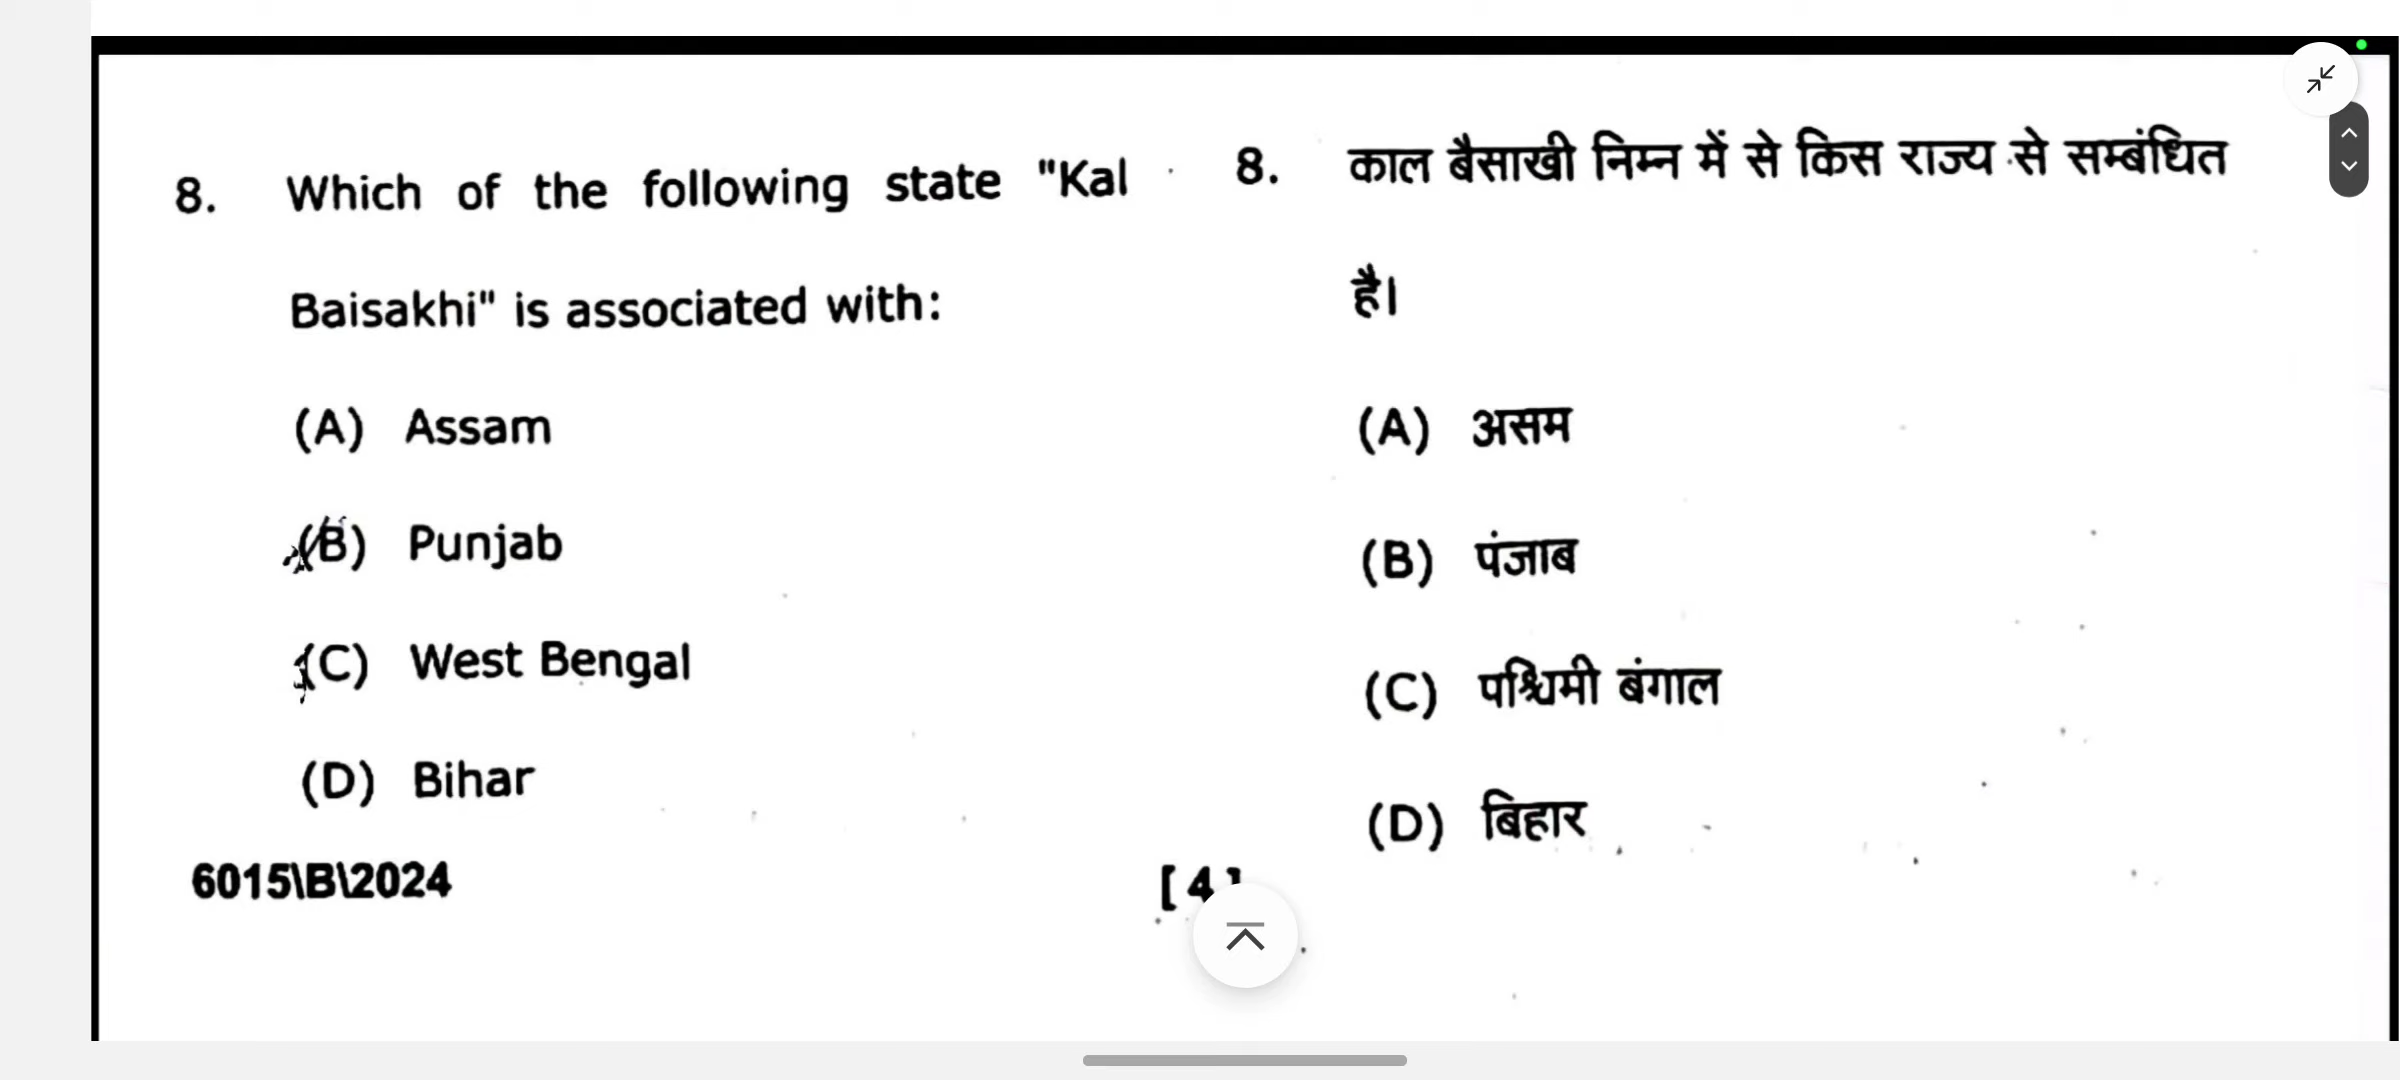 8. Which of the following state "Kal
Baisakhi" is associated with:
(A) Assam
(B) Punjab
(C) West Bengal
(D) Bihar
8. काल बैसाखी निम्न में से किस राज्य से सम्बंधित
है।
(A) असम
(B) पंजाब
(C) पश्चिमी बंगाल
(D) बिहार
6015\B\2024
[ 4 ]